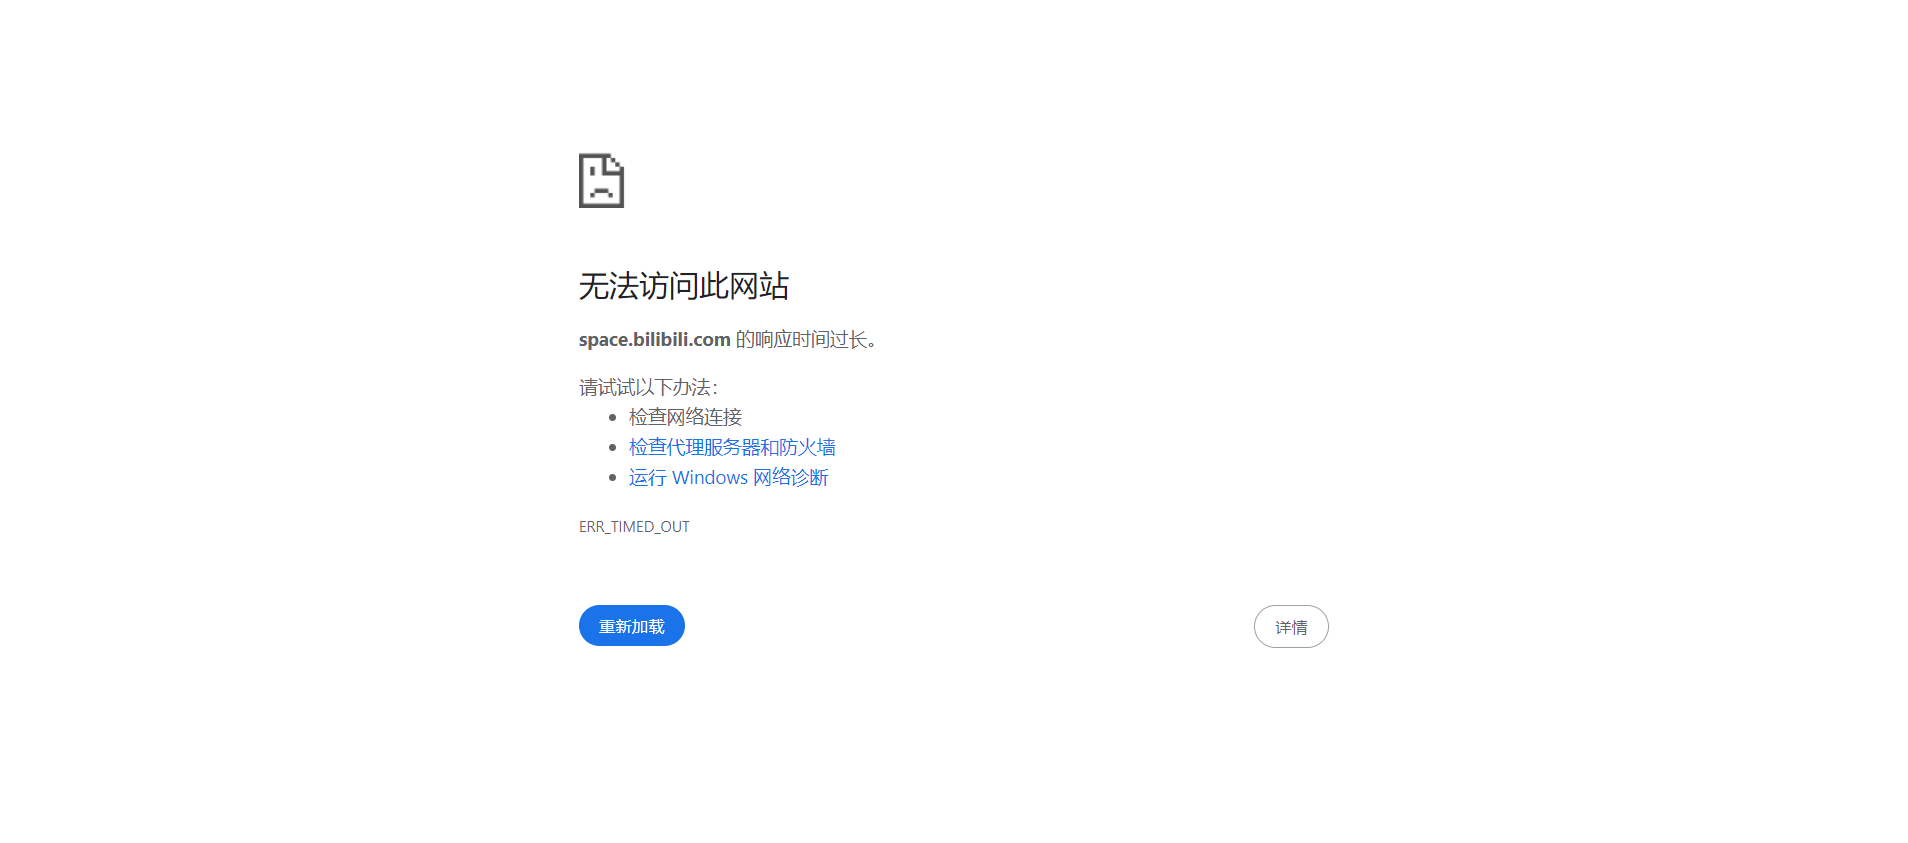 无法访问此网站
space.bilibili.com 的响应时间过长。
请试试以下办法：
检查网络连接
检查代理服务器和防火墙
运行 Windows 网络诊断
ERR_TIMED_OUT
重新加载
详情